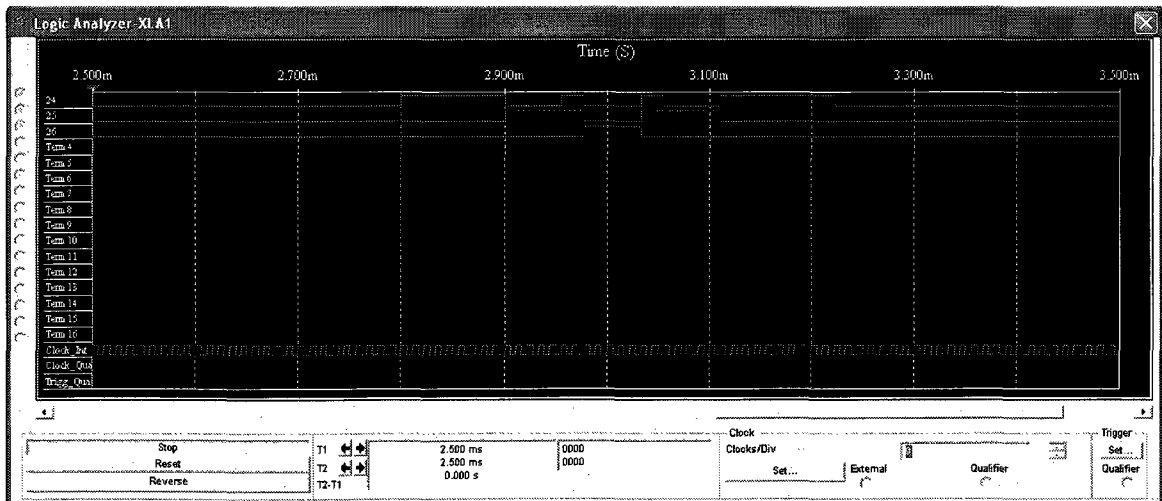 Logic Analyzer-XLA1
Time (S)
2.500m 2.700m 2.900m 3.100m 3.300m 3.500m
24
25
26
Term 4
Term 5
Term 6
Term 7
Term 8
Term 9
Term 10
Term 11
Term 12
Term 13
Term 14
Term 15
Term 16
Clock_Int
Clock_Qua
Trigg_Qua
Stop
Reset
Reverse
T1 2.500 ms 0000
T2 2.500 ms 0000
T2-T1 0.000 s
Clock
Clocks/Div
Set... External Qualifier
Trigger
Set...
Qualifier